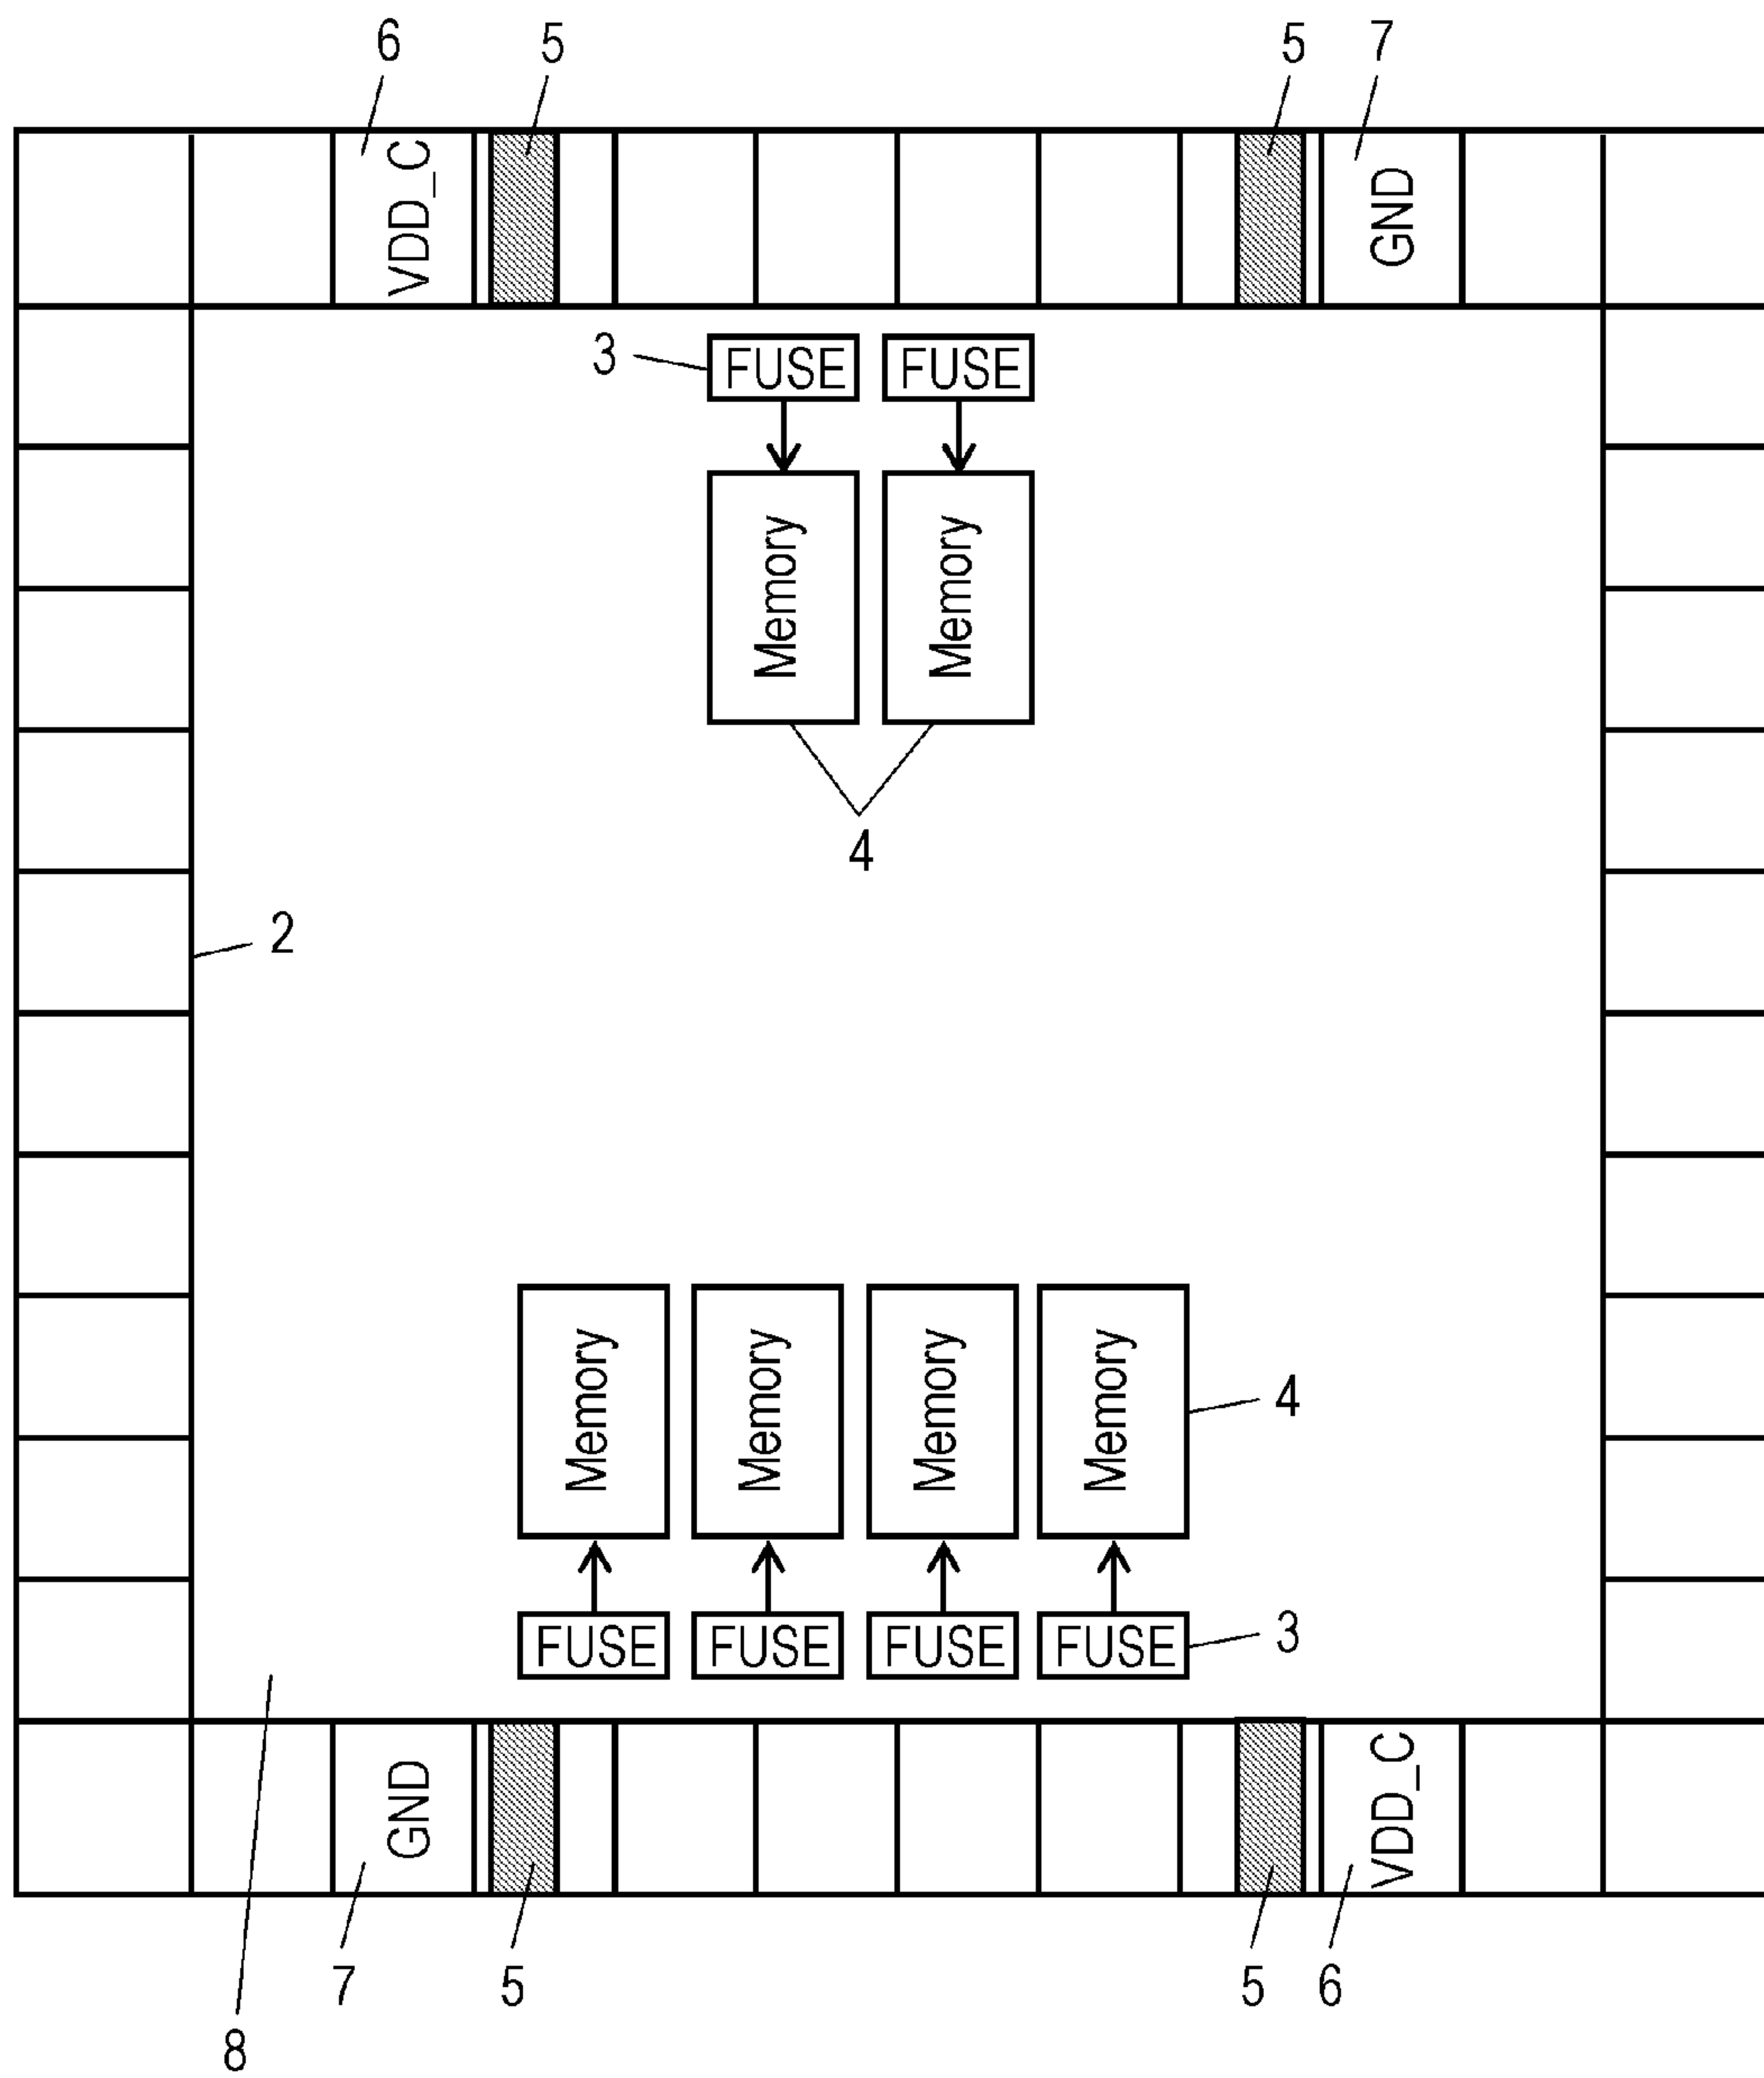 6 5 5 7
VDD_C GND
3 FUSE FUSE
Memory Memory
4
2
Memory Memory Memory Memory 4
FUSE FUSE FUSE FUSE 3
GND VDD_C
7 5 5 6
8